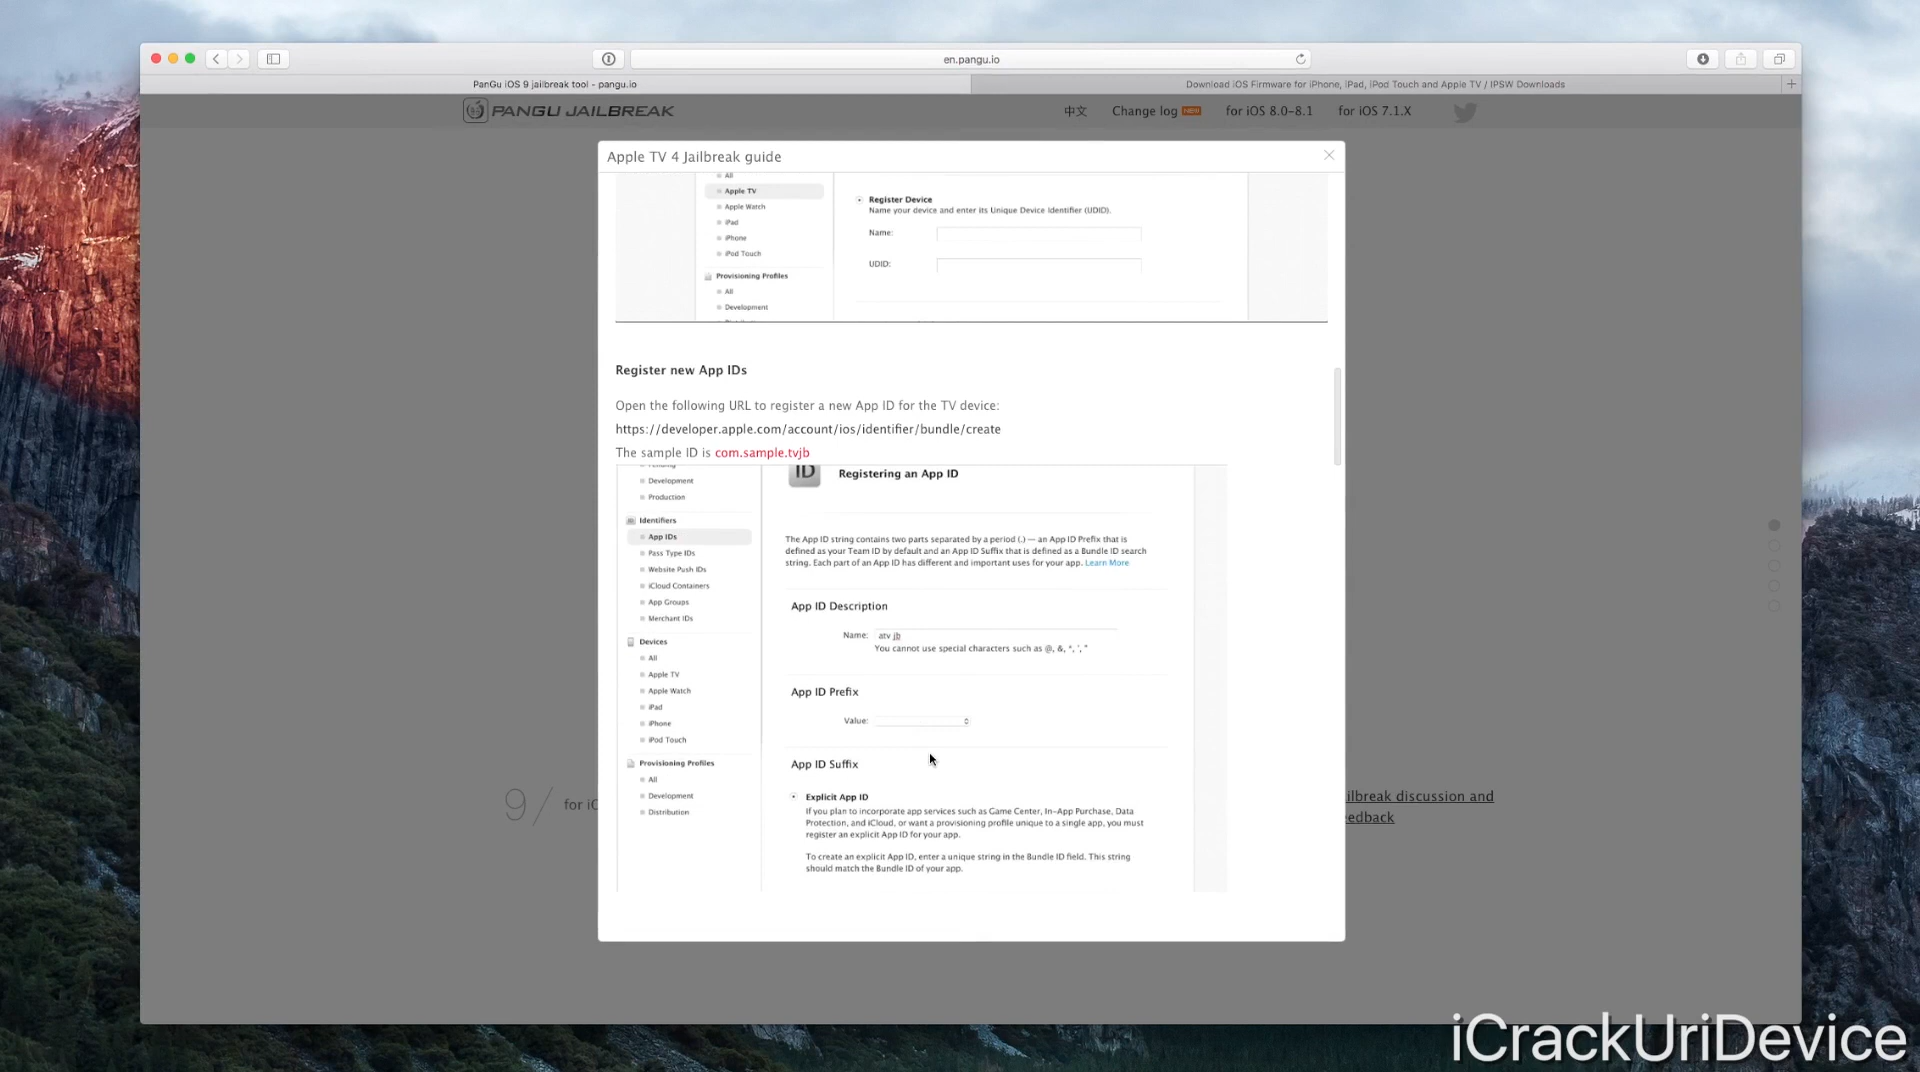 en.pangu.io
PanGu iOS 9 jailbreak tool - pangu.io
Download iOS Firmware for iPhone, iPad, iPod Touch and Apple TV / IPSW Downloads
PANGU JAILBREAK
中文
Change log NEW
for iOS 8.0-8.1
for iOS 7.1.X
Apple TV 4 Jailbreak guide
All
Apple TV
Apple Watch
iPad
iPhone
iPod Touch
Provisioning Profiles
All
Development
Register Device
Name your device and enter its Unique Device Identifier (UDID).
Name:
UDID:
Register new App IDs
Open the following URL to register a new App ID for the TV device:
https://developer.apple.com/account/ios/identifier/bundle/create
The sample ID is com.sample.tvjb
Pending
Development
Production
Identifiers
App IDs
Pass Type IDs
Website Push IDs
iCloud Containers
App Groups
Merchant IDs
Devices
All
Apple TV
Apple Watch
iPad
iPhone
iPod Touch
Provisioning Profiles
All
Development
Distribution
ID
Registering an App ID
The App ID string contains two parts separated by a period (.) — an App ID Prefix that is
defined as your Team ID by default and an App ID Suffix that is defined as a Bundle ID search
string. Each part of an App ID has different and important uses for your app. Learn More
App ID Description
Name: atv jb
You cannot use special characters such as @, &, *, ', "
App ID Prefix
Value:
App ID Suffix
Explicit App ID
If you plan to incorporate app services such as Game Center, In-App Purchase, Data
Protection, and iCloud, or want a provisioning profile unique to a single app, you must
register an explicit App ID for your app.
To create an explicit App ID, enter a unique string in the Bundle ID field. This string
should match the Bundle ID of your app.
9/
for iO
ilbreak discussion and
edback
iCrackUriDevice